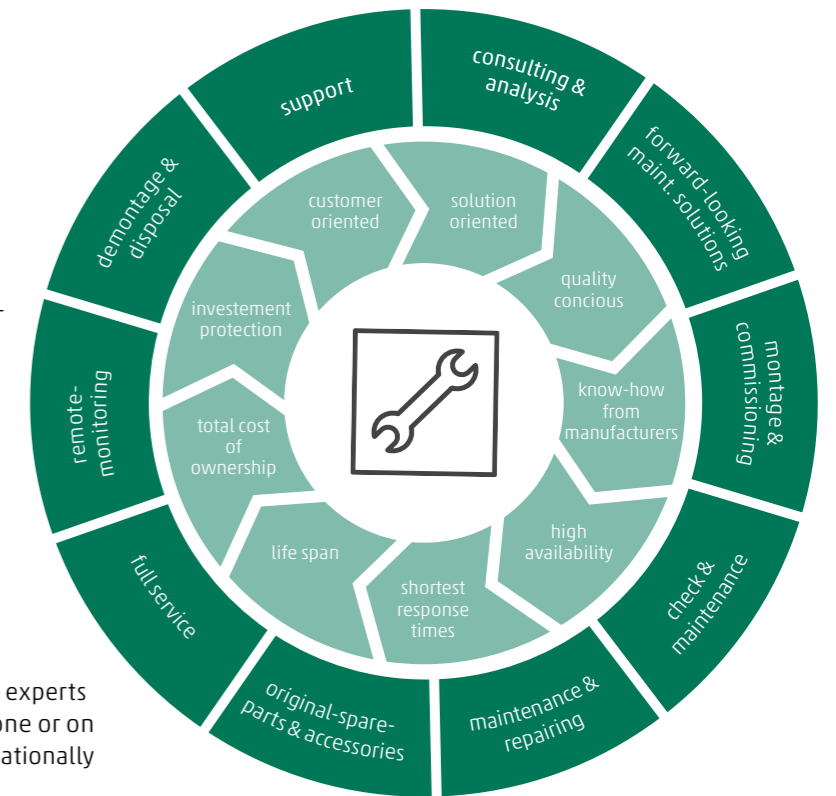 support
consulting &
analysis
forward-looking
maint. solutions
montage &
commissioning
check &
maintenance
maintenance &
repairing
original-spare-
parts & accessories
full service
remote-
monitoring
demontage &
disposal
customer
oriented
solution
oriented
quality
concious
know-how
from
manufacturers
high
availability
shortest
response
times
life span
total cost
of
ownership
investement
protection
-
experts
one or on
ationally